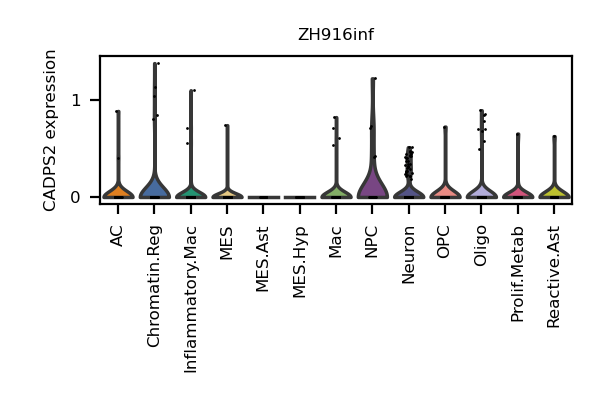 ZH916inf
CADPS2 expression
1
0
AC
Chromatin.Reg
Inflammatory.Mac
MES
MES.Ast
MES.Hyp
Mac
NPC
Neuron
OPC
Oligo
Prolif.Metab
Reactive.Ast